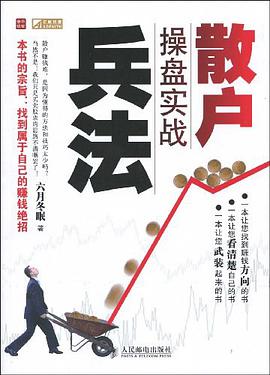 散户
操盘实战
兵法
本书的宗旨：找到属于自己的赚钱绝招
六月冬眠 著
一本让您找到赚钱方向的书
一本让您看清楚自己的书
一本让您武装起来的书
人民邮电出版社
POSTS & TELECOM PRESS